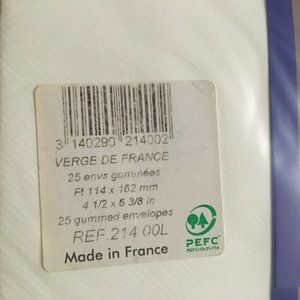 3 140290 214002
VERGE DE FRANCE
25 envs gommées
Ft 114 x 162 mm
4 1/2 x 6 3/8 in
25 gummed envelopes
REF.214 00L
Made in France
PEFC